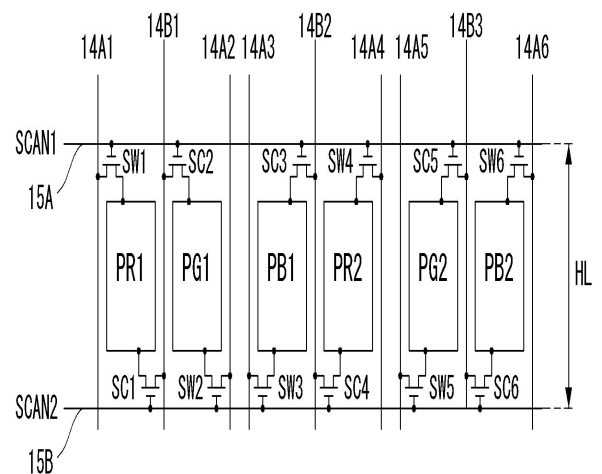 14B1 14B2 14B3
14A1 14A2 14A3 14A4 14A5 14A6
SCAN1 SW1 SC2 SC3 SW4 SC5 SW6
15A
PR1 PG1 PB1 PR2 PG2 PB2 HL
SC1 SW2 SW3 SC4 SW5 SC6
SCAN2
15B